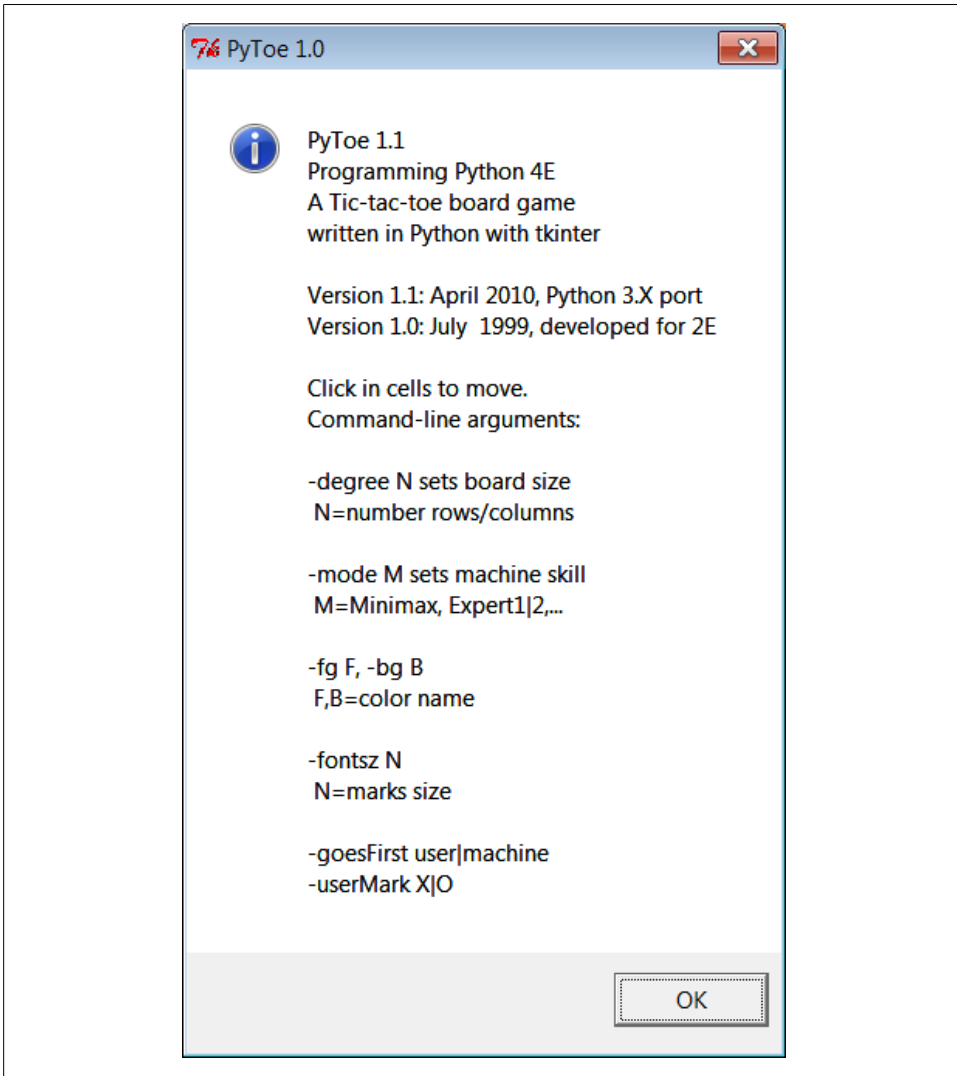 PyToe 1.0
PyToe 1.1
Programming Python 4E
A Tic-tac-toe board game
written in Python with tkinter
Version 1.1: April 2010, Python 3.X port
Version 1.0: July  1999, developed for 2E
Click in cells to move.
Command-line arguments:
-degree N sets board size
N=number rows/columns
-mode M sets machine skill
M=Minimax, Expert1|2,...
-fg F, -bg B
F,B=color name
-fontsz N
N=marks size
-goesFirst user|machine
-userMark X|O
OK